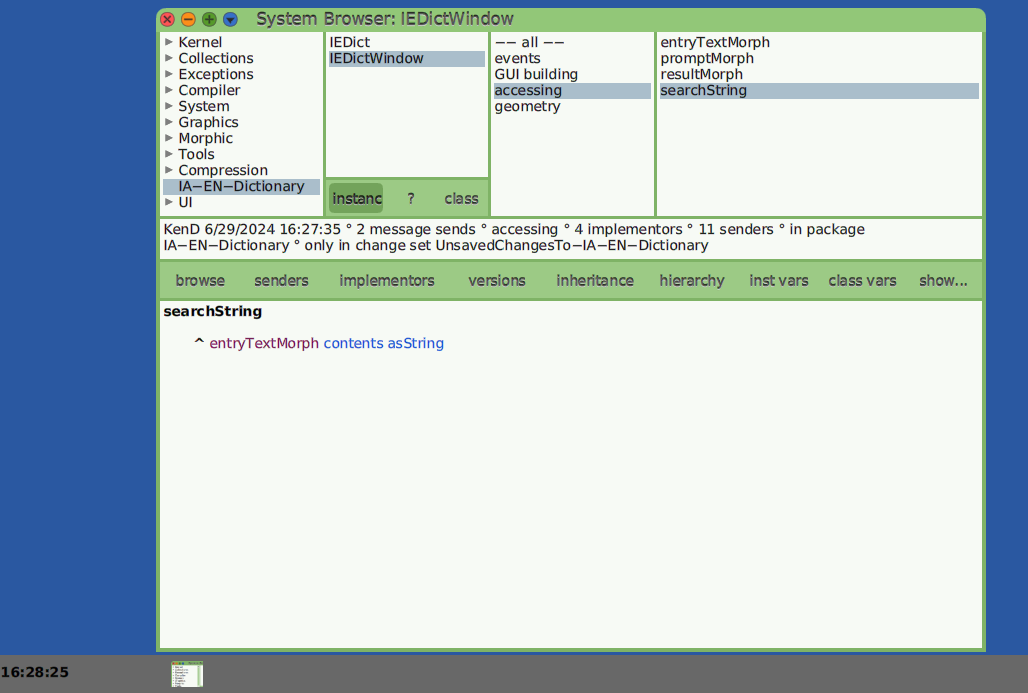 System Browser: IEDictWindow
Kernel
Collections
Exceptions
Compiler
System
Graphics
Morphic
Tools
Compression
IA−EN−Dictionary
UI
IEDict
IEDictWindow
instanc
?
class
−− all −−
events
GUI building
accessing
geometry
entryTextMorph
promptMorph
resultMorph
searchString
KenD 6/29/2024 16:27:35 ° 2 message sends ° accessing ° 4 implementors ° 11 senders ° in package
IA−EN−Dictionary ° only in change set UnsavedChangesTo−IA−EN−Dictionary
browse senders implementors versions inheritance hierarchy inst vars class vars show...
searchString
^ entryTextMorph contents asString
16:28:25